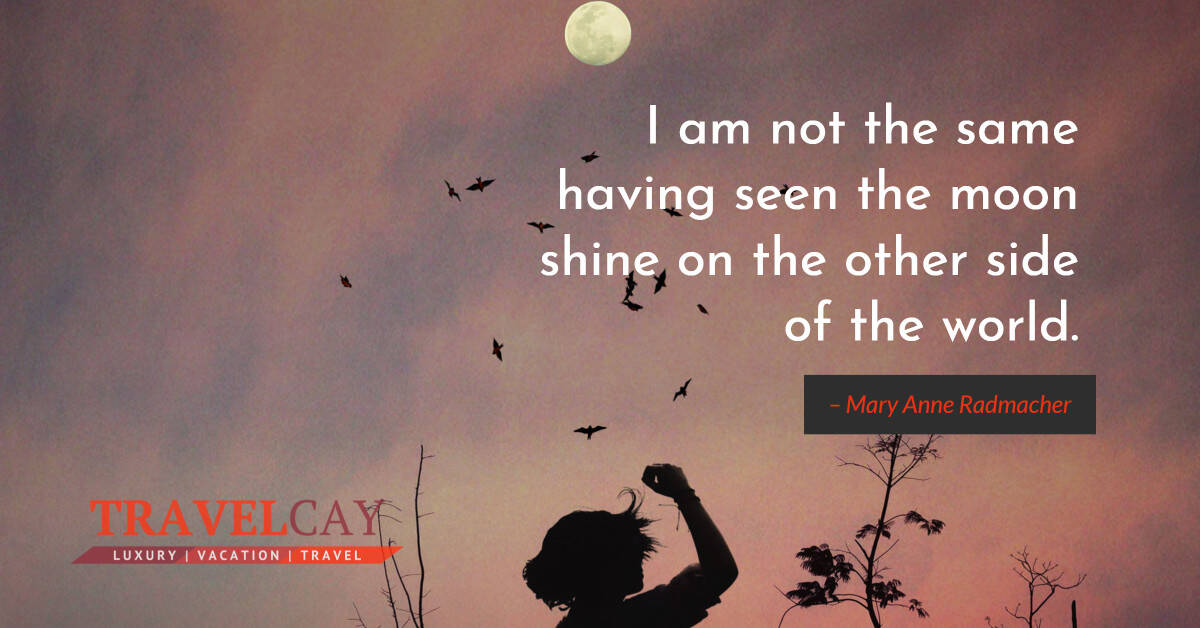 I am not the same
having seen the moon
shine on the other side
of the world.
– Mary Anne Radmacher
TRAVELCAY
LUXURY | VACATION | TRAVEL